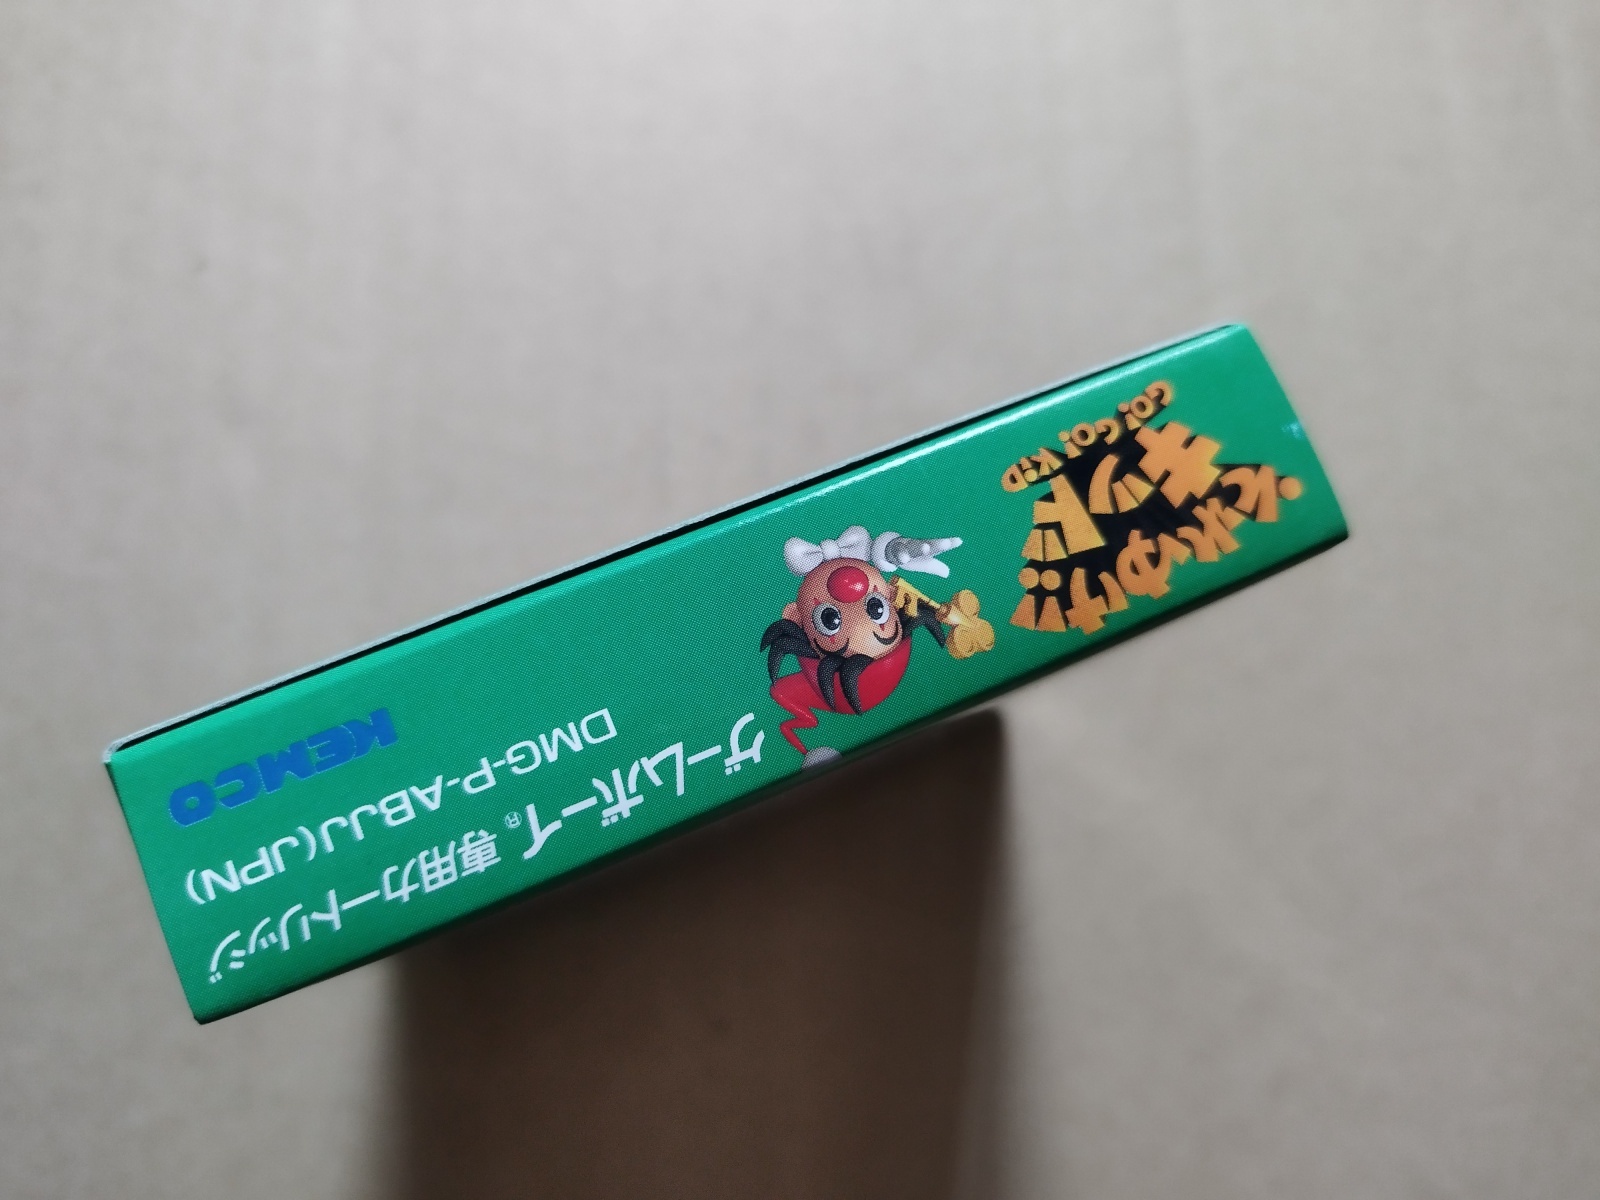 それゆけ!!
キッド
GO! GO! KID
ゲームボーイ® 専用カートリッジ
DMG-P-ABJJ(JPN)
KEMCO